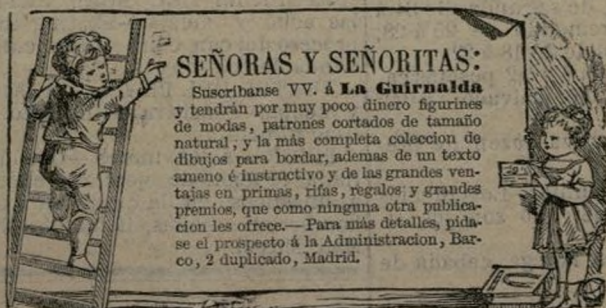 SEÑORAS Y SEÑORITAS:
Suscríbanse VV. á La Guirnalda
y tendrán por muy poco dinero figurines
de modas, patrones cortados de tamaño
natural, y la más completa coleccion de
dibujos para bordar, ademas de un texto
ameno é instructivo y de las grandes ven-
tajas en primas, rifas, regalos y grandes
premios, que como ninguna otra publica-
cion les ofrece.—Para más detalles, pída-
se el prospecto á la Administracion, Bar-
co, 2 duplicado, Madrid.